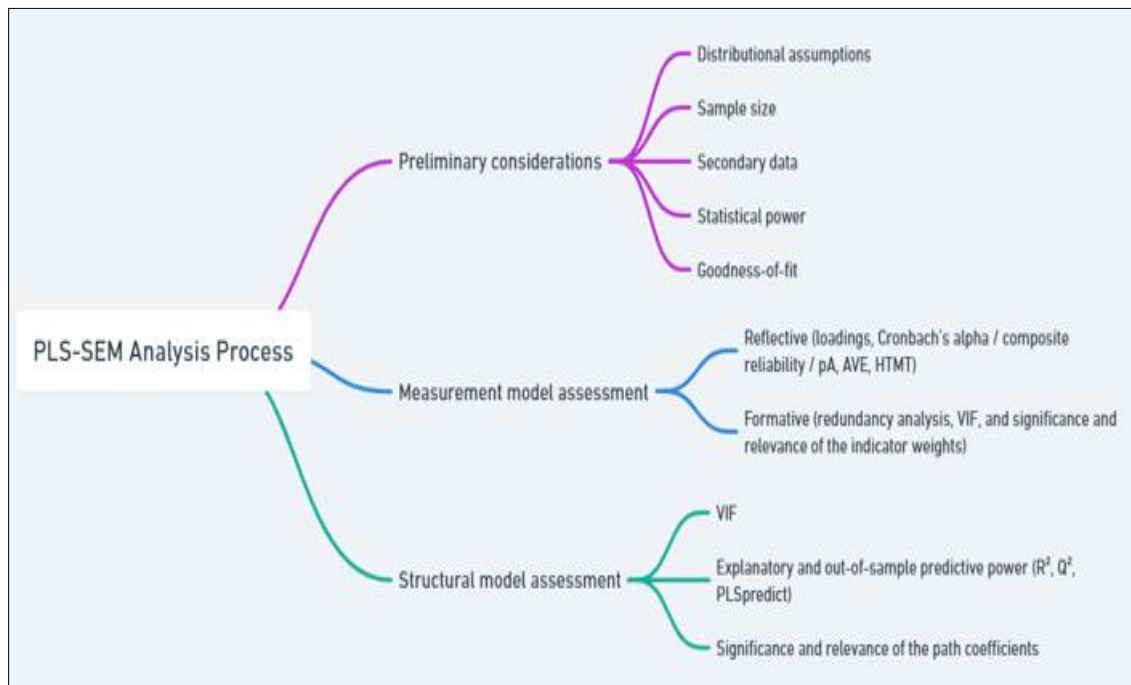 Distributional assumptions
Sample size
Preliminary considerations
Secondary data
Statistical power
Goodness-of-fit
PLS-SEM Analysis Process
Reflective (loadings, Cronbach's alpha / composite
reliability / pA, AVE, HTMT)
Measurement model assessment
Formative (redundancy analysis, VIF, and significance and
relevance of the indicator weights)
VIF
Structural model assessment
Explanatory and out-of-sample predictive power (R², Q²,
PLSpredict)
Significance and relevance of the path coefficients